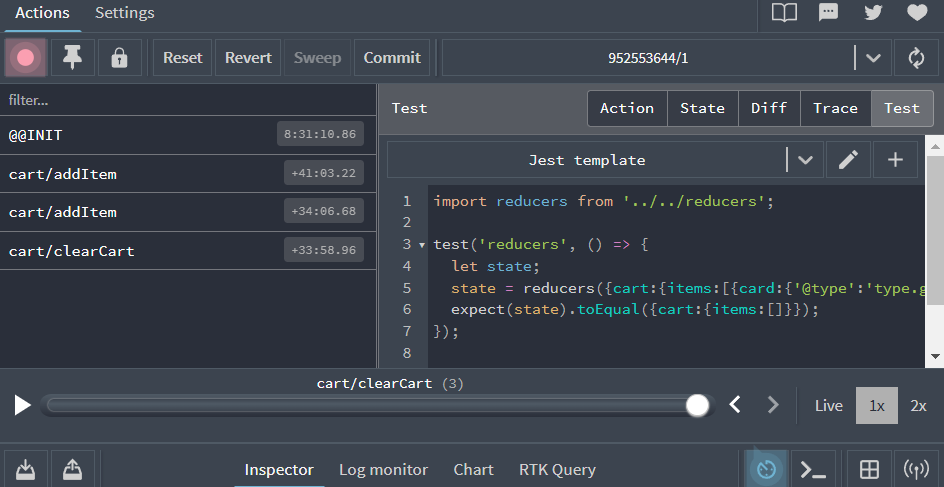 Actions Settings
Reset Revert Sweep Commit 952553644/1
filter...
@@INIT 8:31:10.86
cart/addItem +41:03.22
cart/addItem +34:06.68
cart/clearCart +33:58.96
Test Action State Diff Trace Test
Jest template
1 import reducers from '../../reducers';
2
3 test('reducers', () => {
4 let state;
5 state = reducers({cart:{items:[{card:{'@type':'type.g
6 expect(state).toEqual({cart:{items:[]}});
7 });
8
cart/clearCart (3)
Live 1x 2x
Inspector Log monitor Chart RTK Query